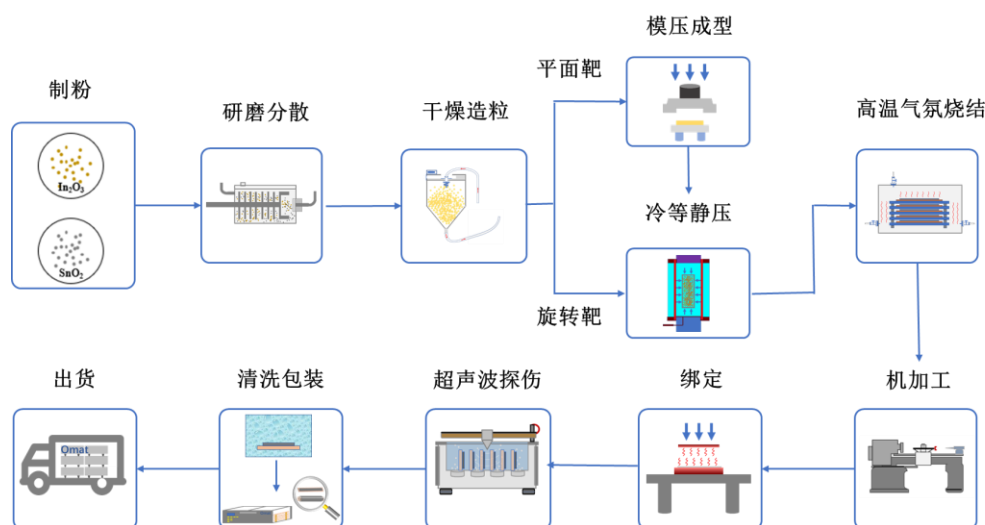 制粉
In₂O₃
SnO₂
研磨分散
干燥造粒
平面靶
旋转靶
模压成型
冷等静压
高温气氛烧结
机加工
绑定
超声波探伤
清洗包装
出货
Omat